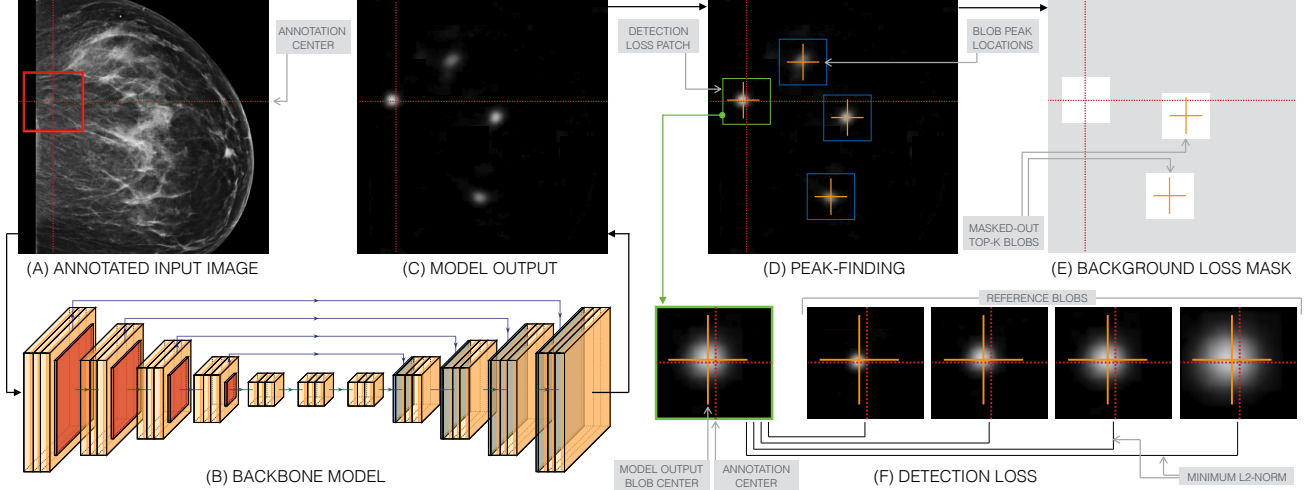 ANNOTATION
CENTER
DETECTION
LOSS PATCH
BLOB PEAK
LOCATIONS
MASKED-OUT
TOP-K BLOBS
(A) ANNOTATED INPUT IMAGE
(C) MODEL OUTPUT
(D) PEAK-FINDING
(E) BACKGROUND LOSS MASK
REFERENCE BLOBS
(B) BACKBONE MODEL
MODEL OUTPUT
BLOB CENTER
ANNOTATION
CENTER
(F) DETECTION LOSS
MINIMUM L2-NORM